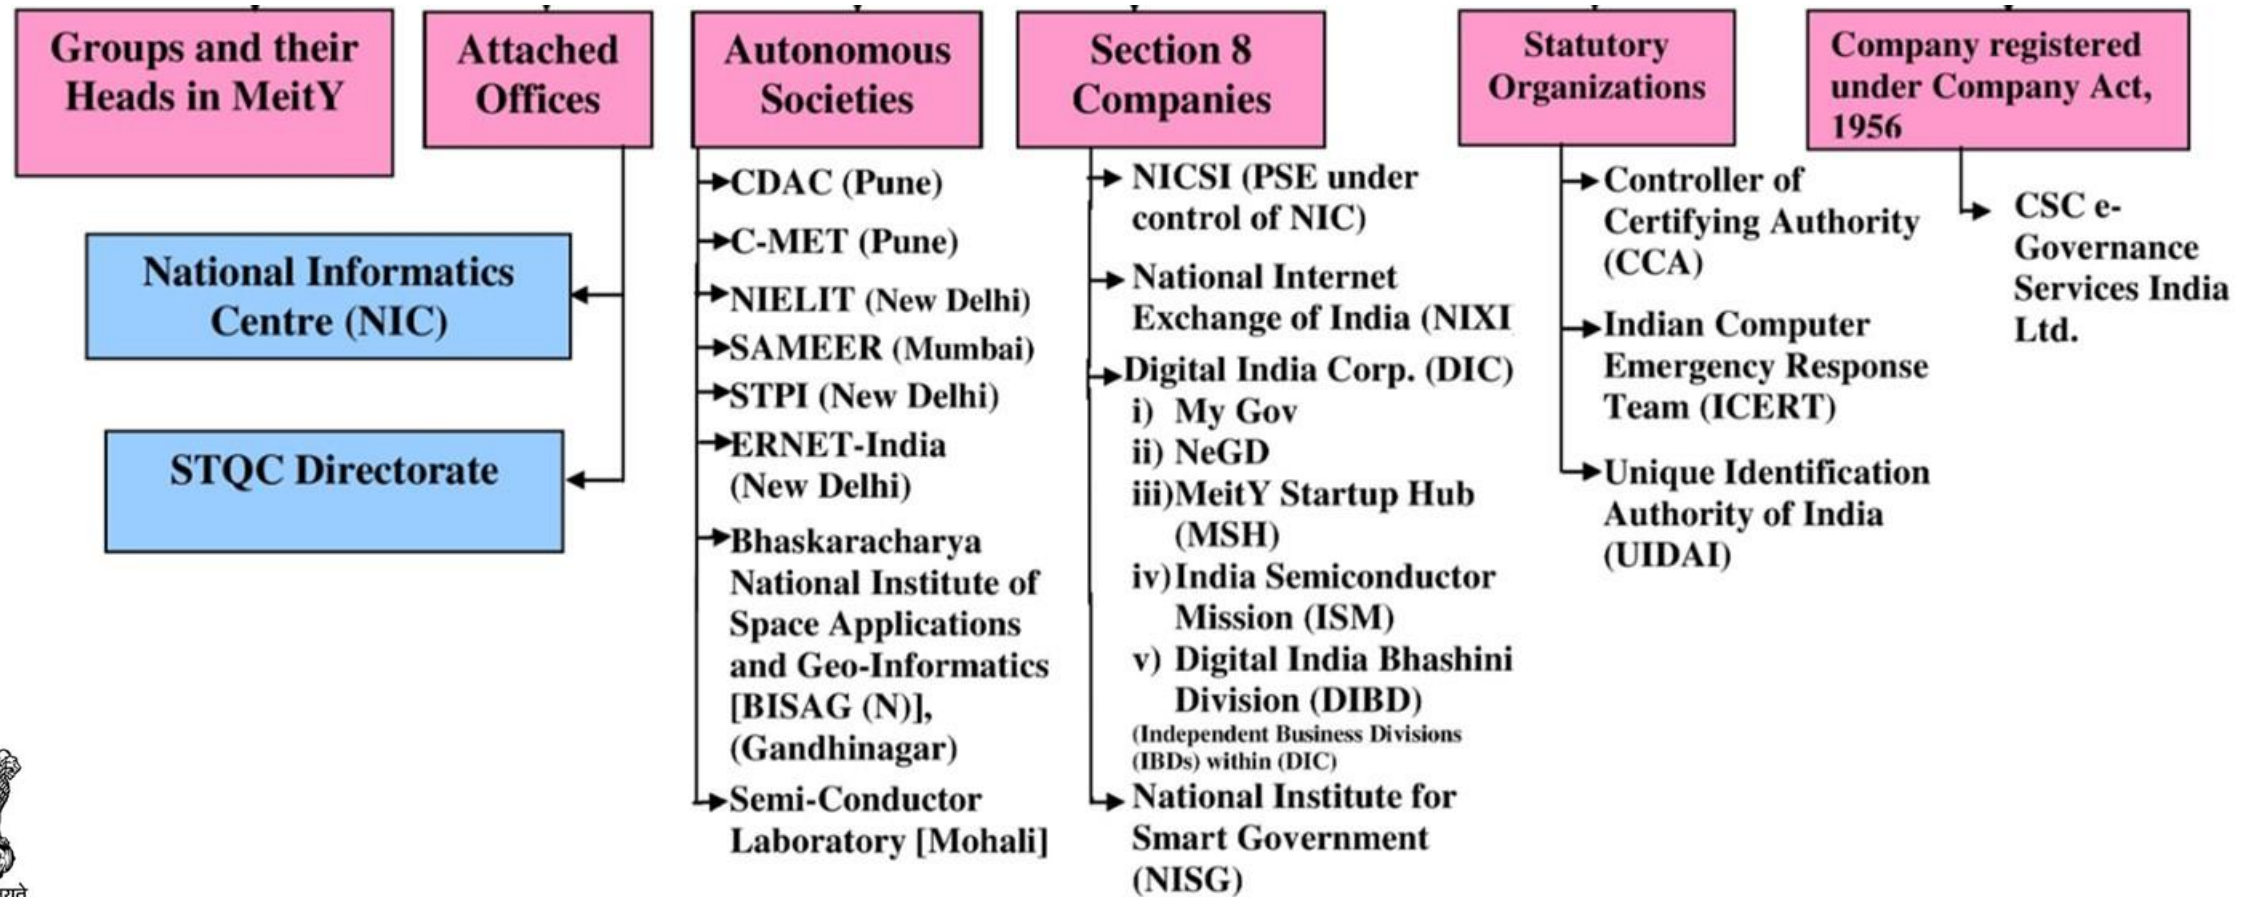 Groups and their
Heads in MeitY
Attached
Offices
National Informatics
Centre (NIC)
STQC Directorate
Autonomous
Societies
CDAC (Pune)
C-MET (Pune)
NIELIT (New Delhi)
SAMEER (Mumbai)
STPI (New Delhi)
ERNET-India
(New Delhi)
Bhaskaracharya
National Institute of
Space Applications
and Geo-Informatics
[BISAG (N)],
(Gandhinagar)
Semi-Conductor
Laboratory [Mohali]
Section 8
Companies
NICSI (PSE under
control of NIC)
National Internet
Exchange of India (NIXI
Digital India Corp. (DIC)
i) My Gov
ii) NeGD
iii)MeitY Startup Hub
(MSH)
iv)India Semiconductor
Mission (ISM)
v) Digital India Bhashini
Division (DIBD)
(Independent Business Divisions
(IBDs) within (DIC)
National Institute for
Smart Government
(NISG)
Statutory
Organizations
Controller of
Certifying Authority
(CCA)
Indian Computer
Emergency Response
Team (ICERT)
Unique Identification
Authority of India
(UIDAI)
Company registered
under Company Act,
1956
CSC e-
Governance
Services India
Ltd.